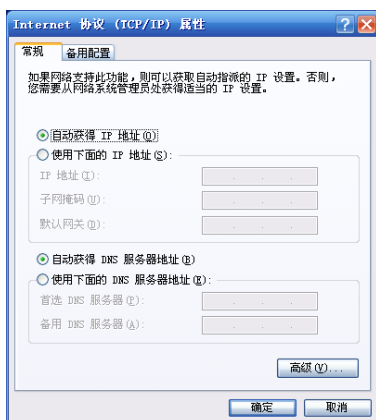 Internet 协议 (TCP/IP) 属性
常规 备用配置
如果网络支持此功能，则可以获取自动指派的 IP 设置。否则，
您需要从网络系统管理员处获得适当的 IP 设置。
自动获得 IP 地址(O)
使用下面的 IP 地址(S):
IP 地址(I):
子网掩码(U):
默认网关(D):
自动获得 DNS 服务器地址(B)
使用下面的 DNS 服务器地址(E):
首选 DNS 服务器(P):
备用 DNS 服务器(A):
高级(V)...
确定 取消